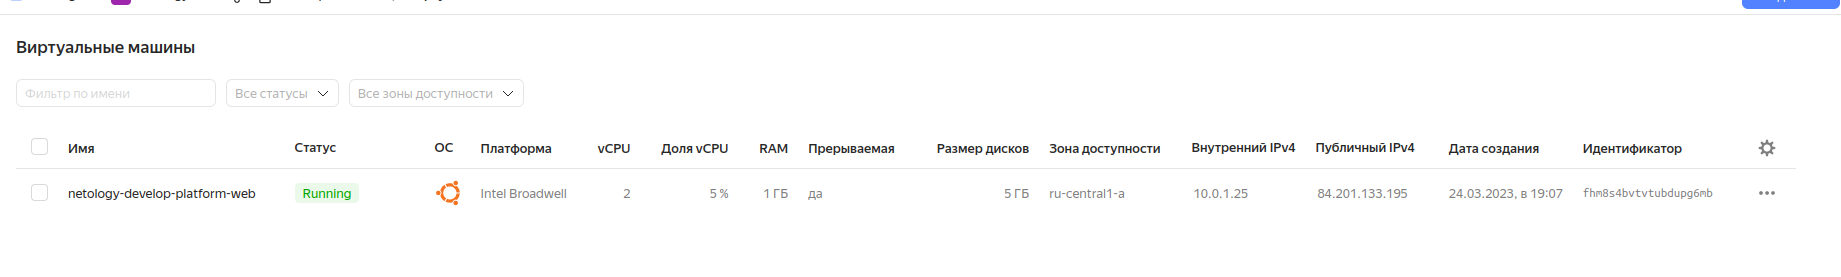 Виртуальные машины
Фильтр по имени Все статусы Все зоны доступности
Имя Статус ОС Платформа vCPU Доля vCPU RAM Прерываемая Размер дисков Зона доступности Внутренний IPv4 Публичный IPv4 Дата создания Идентификатор
netology-develop-platform-web Running Intel Broadwell 2 5 % 1 ГБ да 5 ГБ ru-central1-a 10.0.1.25 84.201.133.195 24.03.2023, в 19:07 fhm8s4bvtvtubdupg6mb